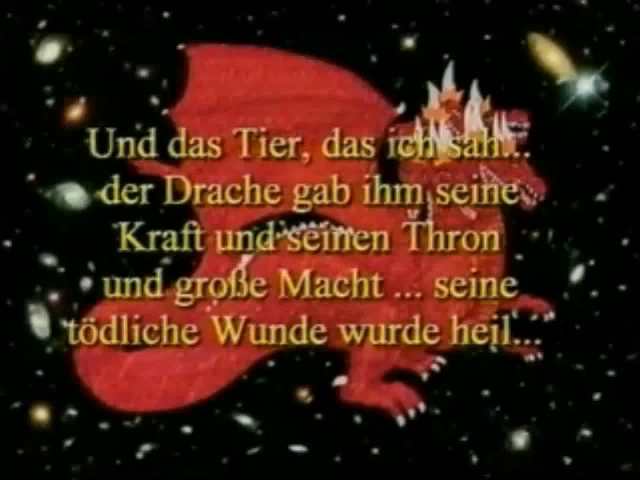 Und das Tier, das ich sah...
der Drache gab ihm seine
Kraft und seinen Thron
und große Macht ... seine
tödliche Wunde wurde heil...